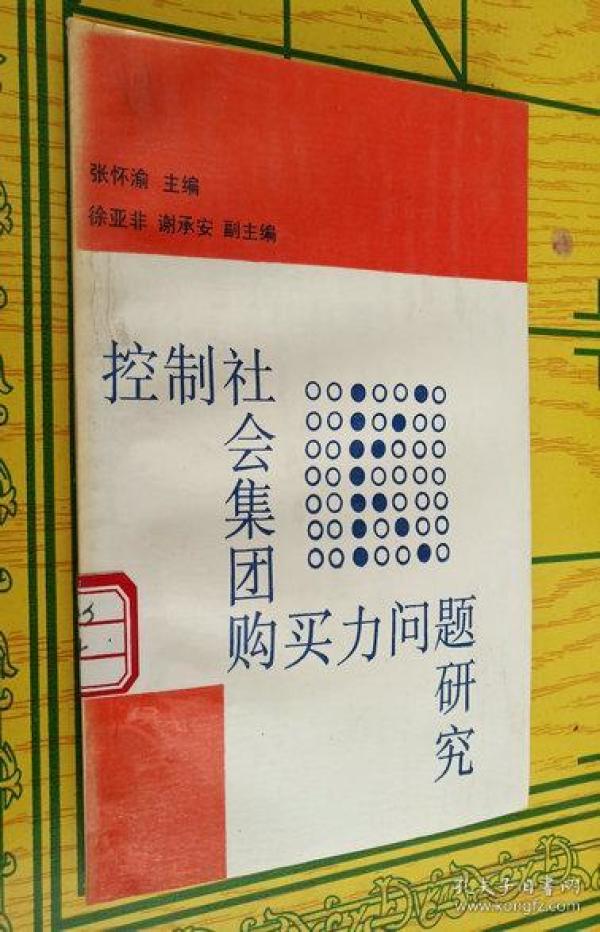 张怀渝 主编
徐亚非 谢承安 副主编
控制社
会集团
购买力问题
研究
孔夫子旧书网
www.kongfz.com